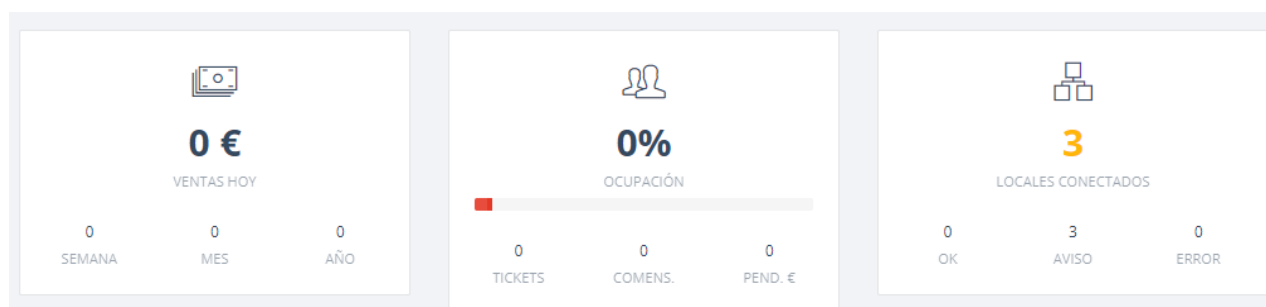 0 €
VENTAS HOY
0 0 0
SEMANA MES AÑO
0%
OCUPACIÓN
0 0 0
TICKETS COMENS. PEND. €
3
LOCALES CONECTADOS
0 3 0
OK AVISO ERROR